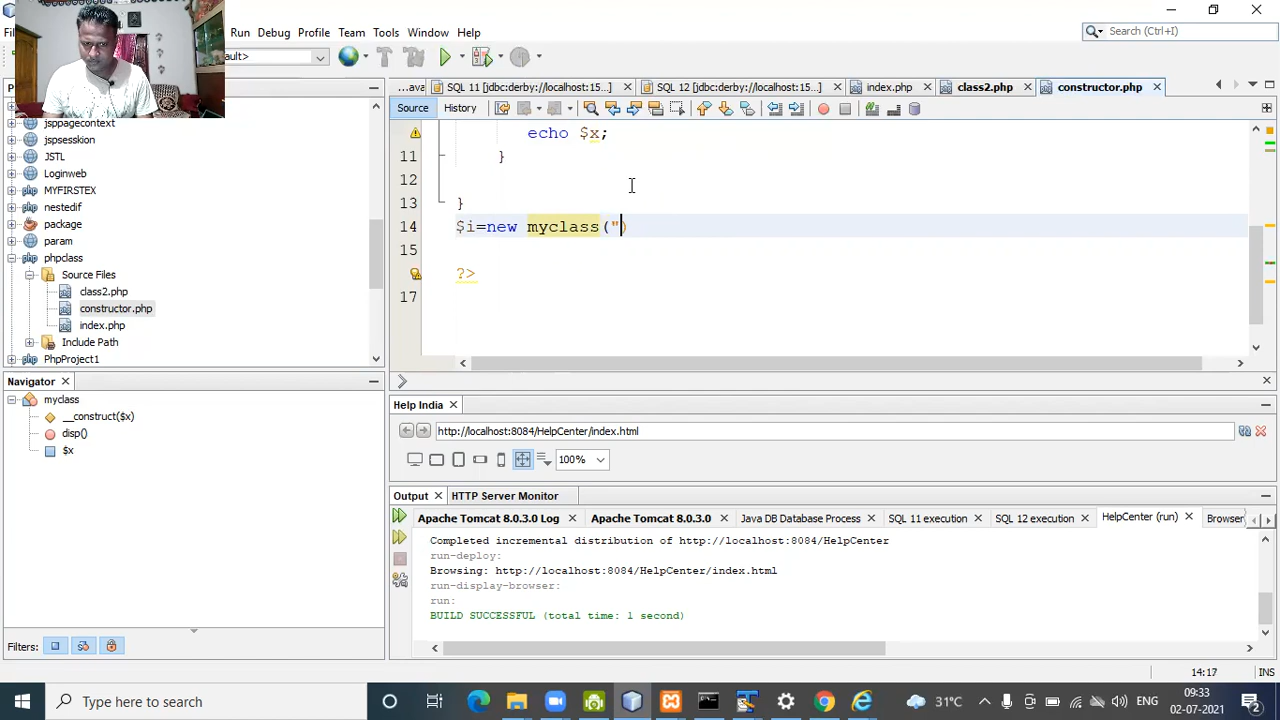 Run Debug Profile Team Tools Window Help
Search (Ctrl+I)
ault>
P
...ava
SQL 11 [jdbc:derby://localhost:15...
SQL 12 [jdbc:derby://localhost:15...
index.php
class2.php
constructor.php
Source History
jsppagecontext
jspsesskion
JSTL
Loginweb
MYFIRSTEX
nestedif
package
param
phpclass
Source Files
class2.php
constructor.php
index.php
Include Path
PhpProject1
echo $x;
11 }
12
13 }
14 $i=new myclass(")
15
?>
17
Navigator
myclass
__construct($x)
disp()
$x
Filters:
Help India
http://localhost:8084/HelpCenter/index.html
100%
Output HTTP Server Monitor
Apache Tomcat 8.0.3.0 Log
Apache Tomcat 8.0.3.0
Java DB Database Process
SQL 11 execution
SQL 12 execution
HelpCenter (run)
Browser
Completed incremental distribution of http://localhost:8084/HelpCenter
run-deploy:
Browsing: http://localhost:8084/HelpCenter/index.html
run-display-browser:
run:
BUILD SUCCESSFUL (total time: 1 second)
14:17 INS
Type here to search
31°C
ENG
09:33
02-07-2021
2